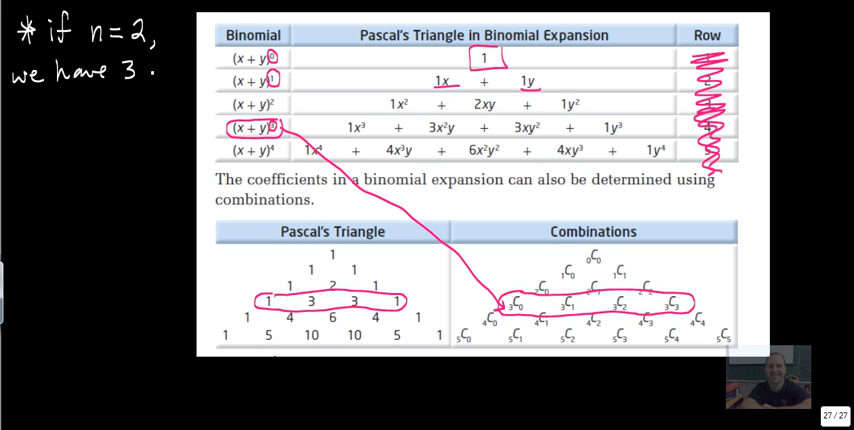 * if n = 2,
we have 3
Binomial Pascal's Triangle in Binomial Expansion Row
(x + y)⁰ 1
(x + y)¹ 1x + 1y 2
(x + y)² 1x² + 2xy + 1y² 3
(x + y)³ 1x³ + 3x²y + 3xy² + 1y³ 4
(x + y)⁴ 1x⁴ + 4x³y + 6x²y² + 4xy³ + 1y⁴ 5
The coefficients in a binomial expansion can also be determined using
combinations.
Pascal's Triangle Combinations
1 ₀C₀
1 1 ₁C₀ ₁C₁
1 2 1 ₂C₀ ₂C₁ ₂C₂
1 3 3 1 ₃C₀ ₃C₁ ₃C₂ ₃C₃
1 4 6 4 1 ₄C₀ ₄C₁ ₄C₂ ₄C₃ ₄C₄
1 5 10 10 5 1 ₅C₀ ₅C₁ ₅C₂ ₅C₃ ₅C₄ ₅C₅
27 / 27